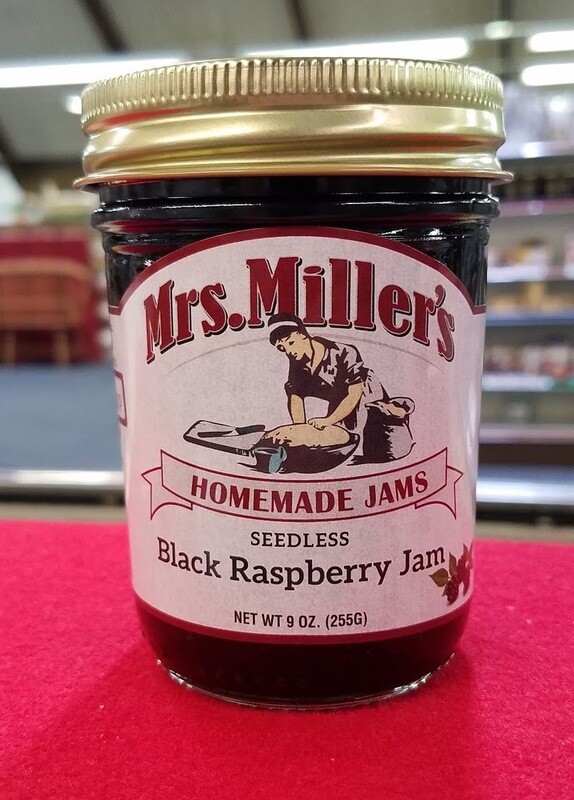 Mrs. Miller's
HOMEMADE JAMS
SEEDLESS
Black Raspberry Jam
NET WT 9 OZ. (255G)